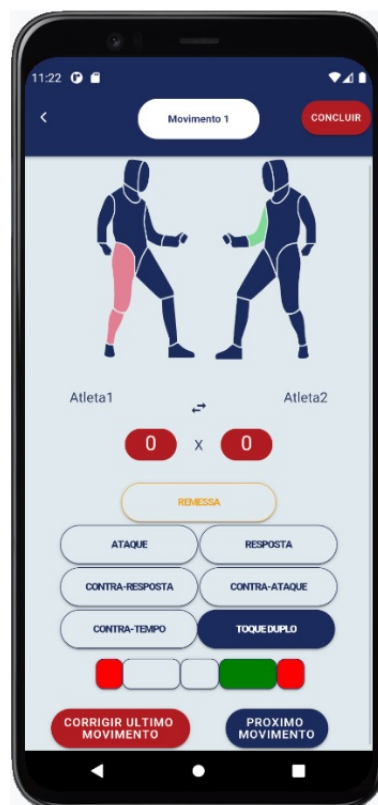 11:22
Movimento 1
CONCLUIR
Atleta1
Atleta2
0 x 0
REMESSA
ATAQUE
RESPOSTA
CONTRA-RESPOSTA
CONTRA-ATAQUE
CONTRA-TEMPO
TOQUE DUPLO
CORRIGIR ULTIMO
MOVIMENTO
PROXIMO
MOVIMENTO